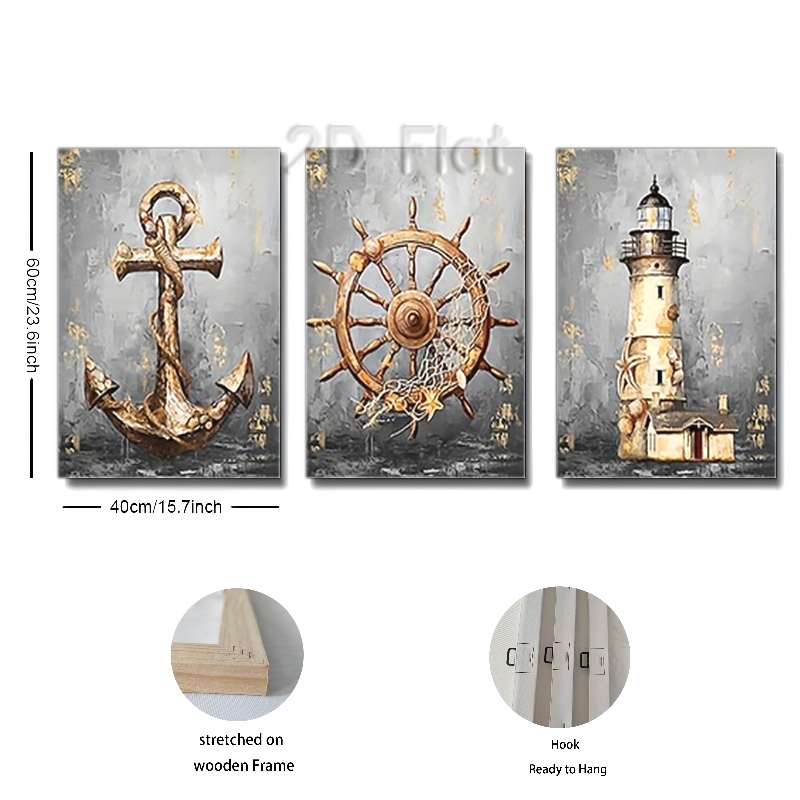 2D Flat
60cm/23.6inch
40cm/15.7inch
stretched on
wooden Frame
Hook
Ready to Hang